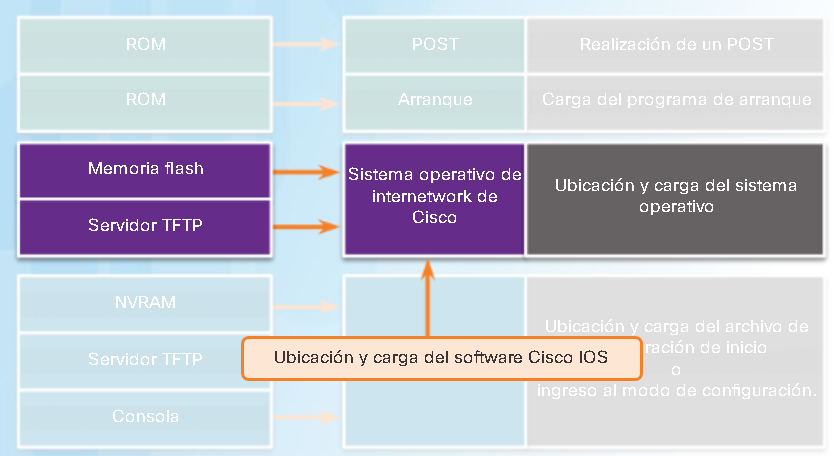 ROM
POST
Realización de un POST
ROM
Arranque
Carga del programa de arranque
Memoria flash
Servidor TFTP
Sistema operativo de
internetwork de
Cisco
Ubicación y carga del sistema
operativo
NVRAM
Servidor TFTP
Consola
Ubicación y carga del archivo de
ración de inicio
o
ingreso al modo de configuración.
Ubicación y carga del software Cisco IOS